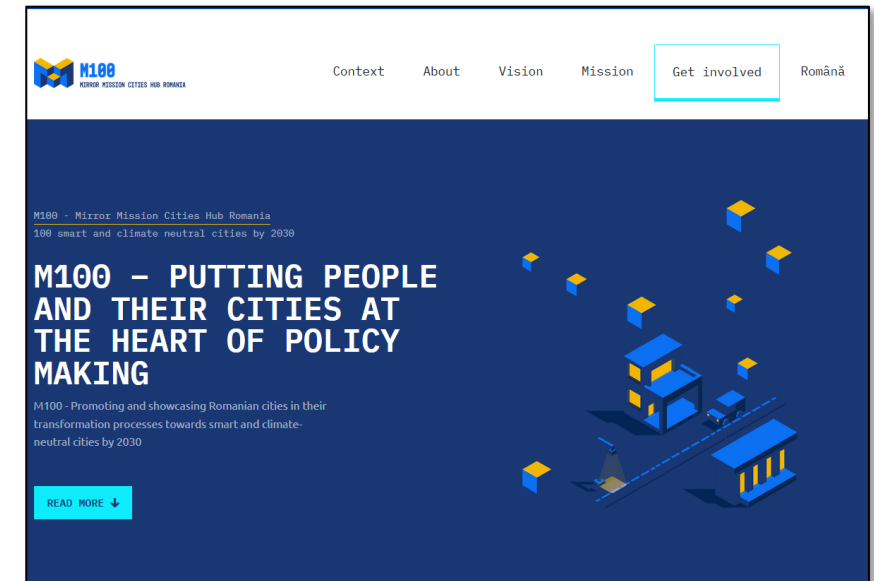 M100
MIRROR MISSION CITIES HUB ROMANIA
Context
About
Vision
Mission
Get involved
Română
M100 - Mirror Mission Cities Hub Romania
100 smart and climate neutral cities by 2030
M100 – PUTTING PEOPLE
AND THEIR CITIES AT
THE HEART OF POLICY
MAKING
M100 - Promoting and showcasing Romanian cities in their
transformation processes towards smart and climate-
neutral cities by 2030
READ MORE ↓